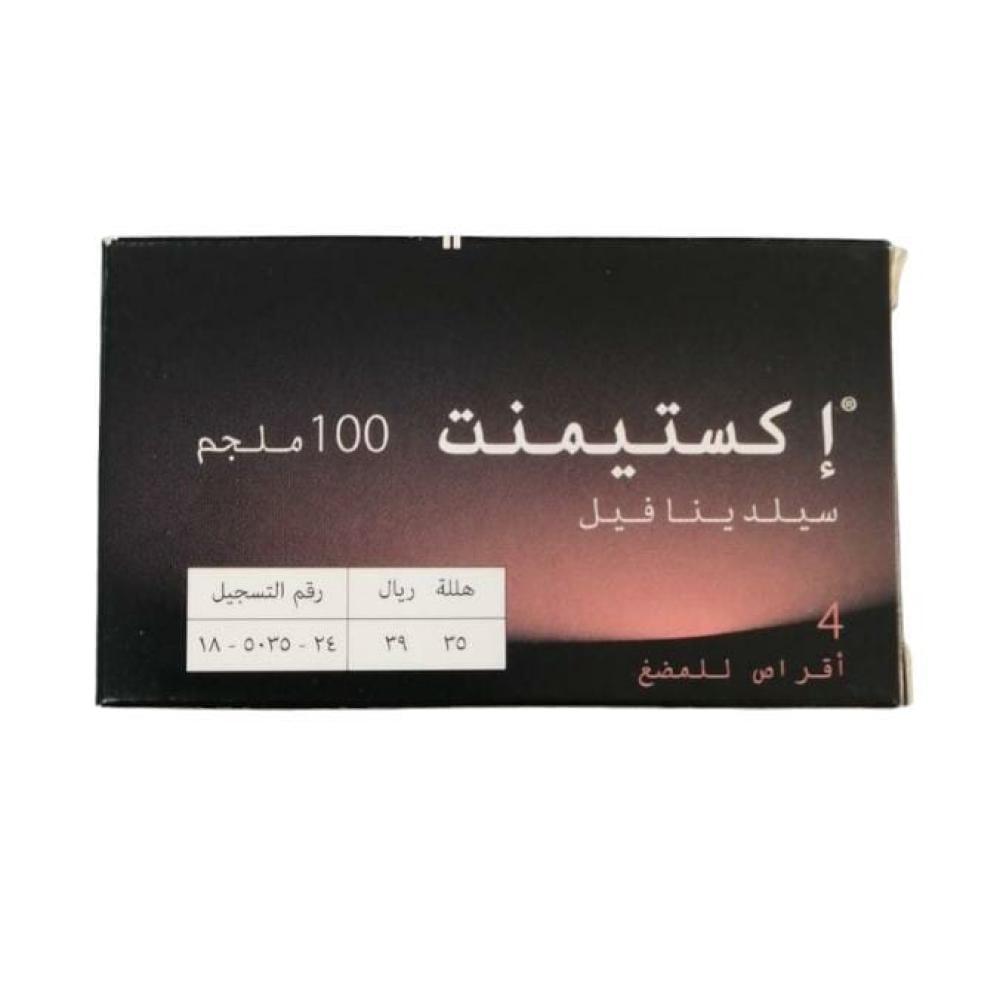 إكستيمنت® 100 ملجم
سيلدينافيل
هللة ريال رقم التسجيل
٣٥ ٣٩ ٢٤ - ٥٠٣٥ - ١٨
4
أقراص للمضغ